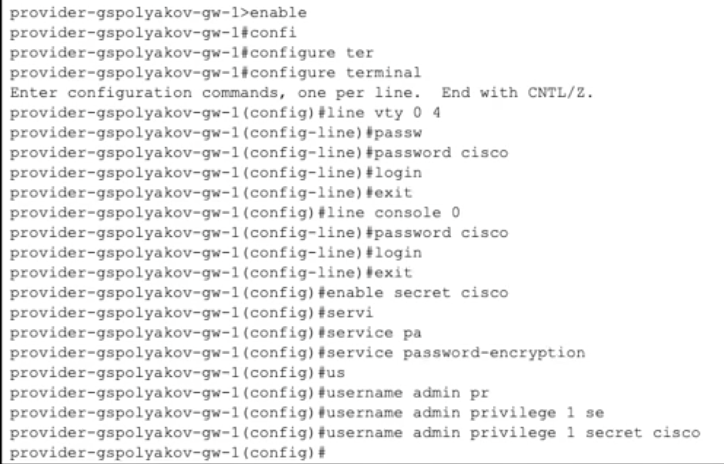 provider-gspolyakov-gw-1>enable
provider-gspolyakov-gw-1#confi
provider-gspolyakov-gw-1#configure ter
provider-gspolyakov-gw-1#configure terminal
Enter configuration commands, one per line.  End with CNTL/Z.
provider-gspolyakov-gw-1(config)#line vty 0 4
provider-gspolyakov-gw-1(config-line)#passw
provider-gspolyakov-gw-1(config-line)#password cisco
provider-gspolyakov-gw-1(config-line)#login
provider-gspolyakov-gw-1(config-line)#exit
provider-gspolyakov-gw-1(config)#line console 0
provider-gspolyakov-gw-1(config-line)#password cisco
provider-gspolyakov-gw-1(config-line)#login
provider-gspolyakov-gw-1(config-line)#exit
provider-gspolyakov-gw-1(config)#enable secret cisco
provider-gspolyakov-gw-1(config)#servi
provider-gspolyakov-gw-1(config)#service pa
provider-gspolyakov-gw-1(config)#service password-encryption
provider-gspolyakov-gw-1(config)#us
provider-gspolyakov-gw-1(config)#username admin pr
provider-gspolyakov-gw-1(config)#username admin privilege 1 se
provider-gspolyakov-gw-1(config)#username admin privilege 1 secret cisco
provider-gspolyakov-gw-1(config)#